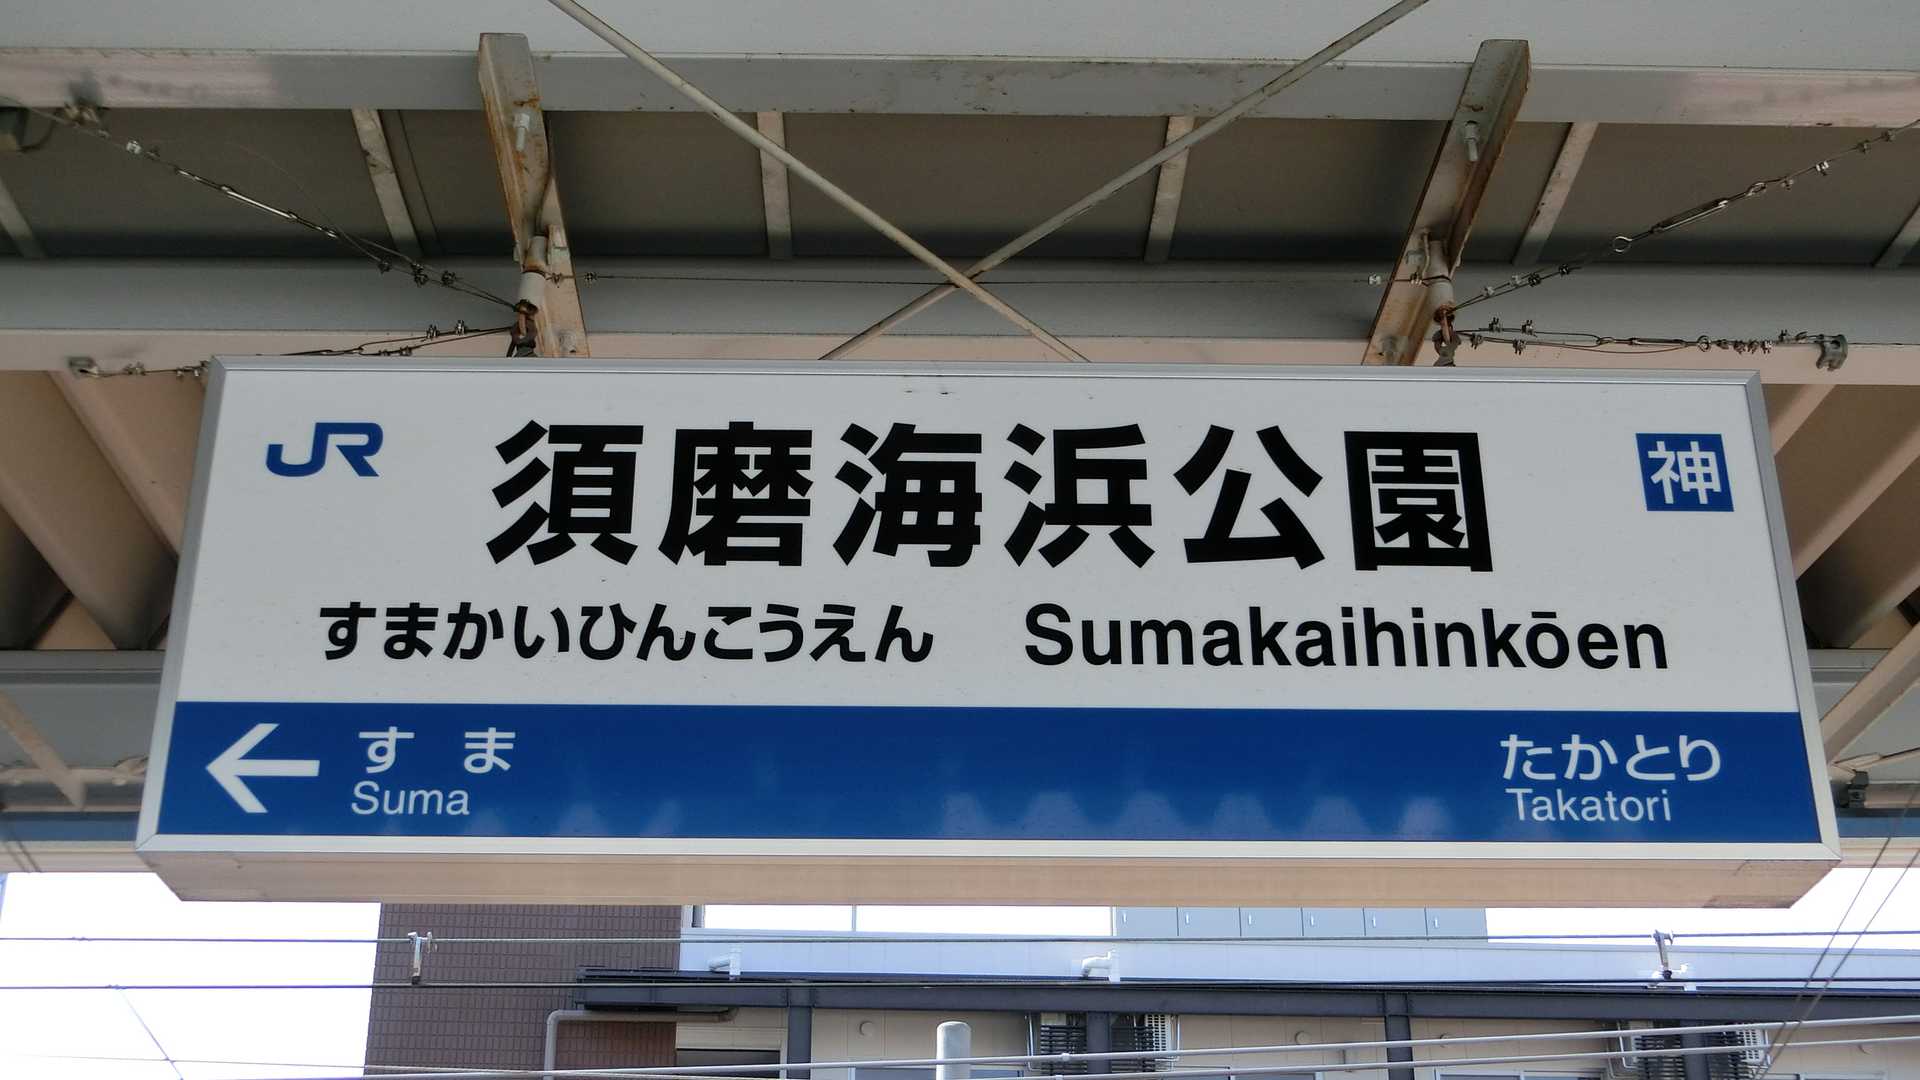 JR 須磨海浜公園 神
すまかいひんこうえん Sumakaihinkōen
← すま たかとり
Suma Takatori